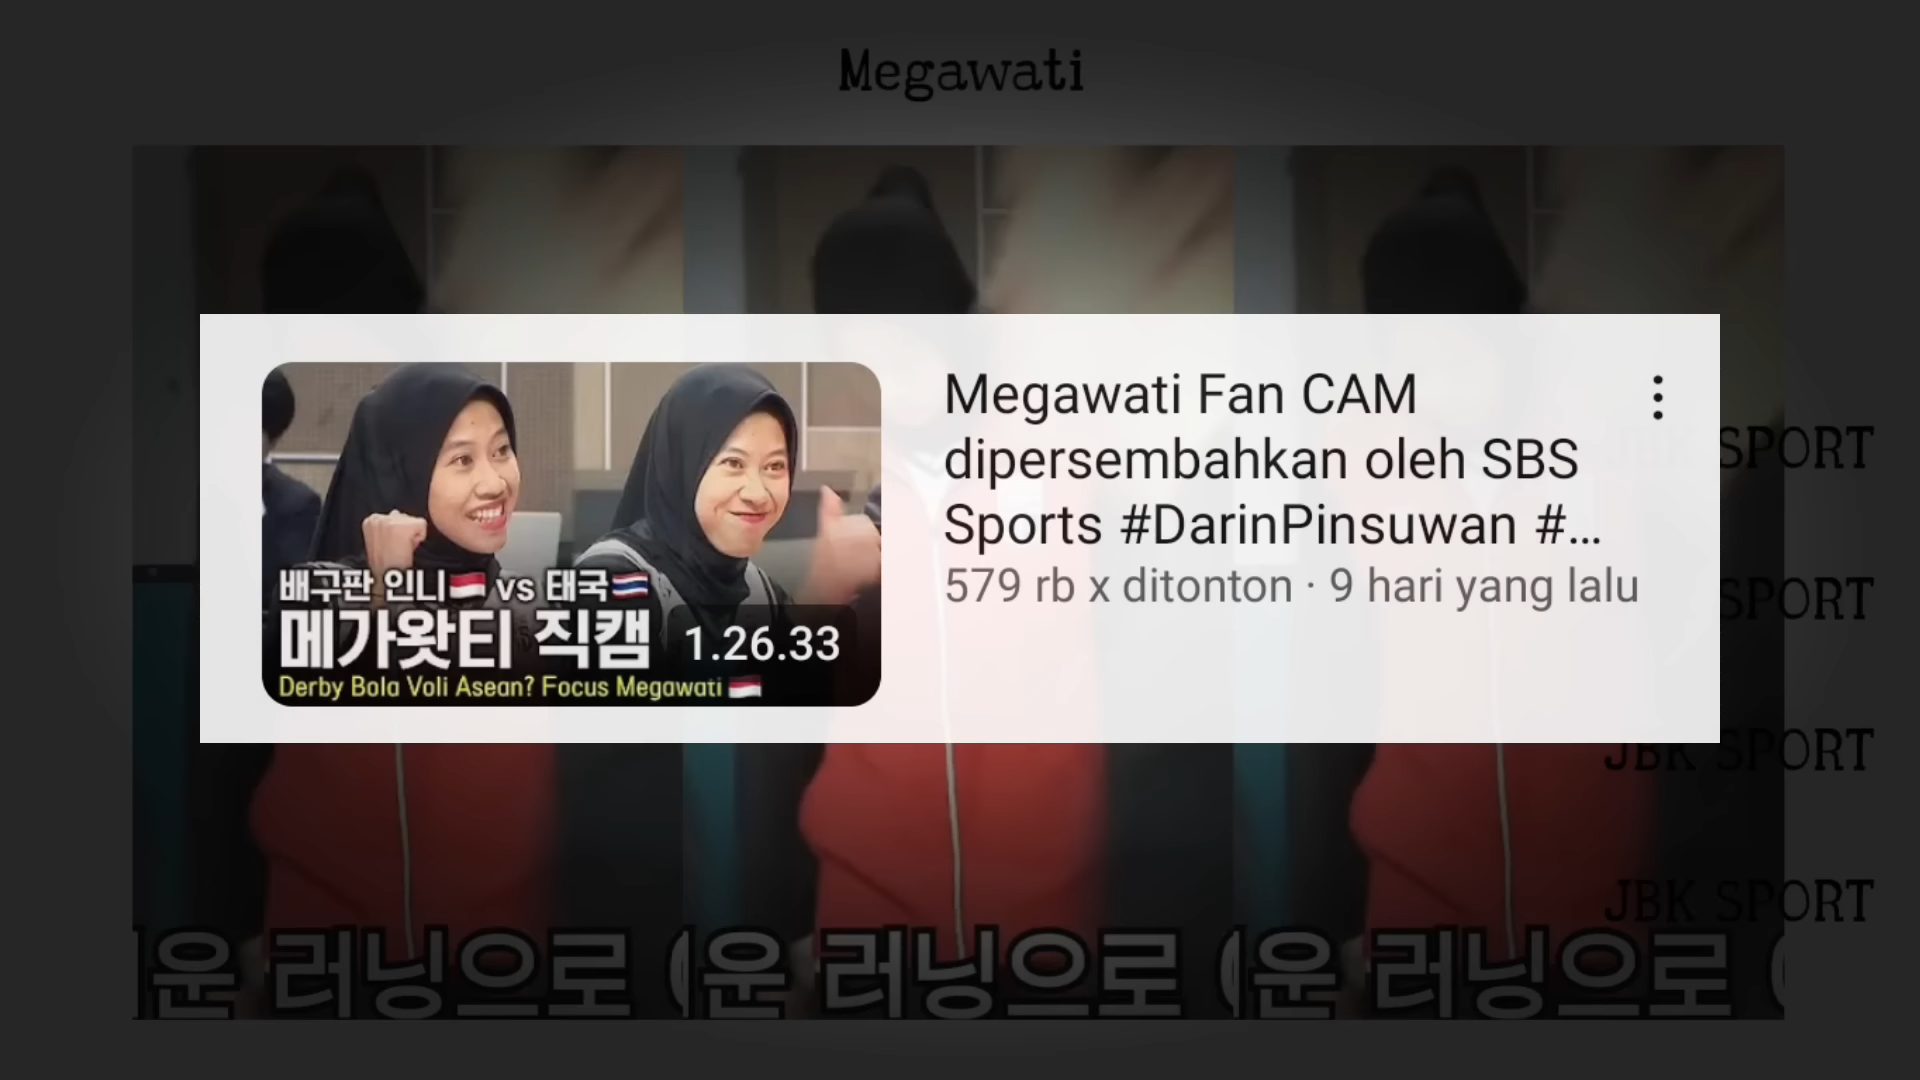 Megawati
배구판 인니 vs 태국
메가왓티 직캠
Derby Bola Voli Asean? Focus Megawati
1.26.33
Megawati Fan CAM
dipersembahkan oleh SBS
Sports #DarinPinsuwan #...
579 rb x ditonton · 9 hari yang lalu
JBK SPORT
SPORT
JBK SPORT
JBK SPORT
운 러닝으로 (운 러닝으로 (운 러닝으로 (